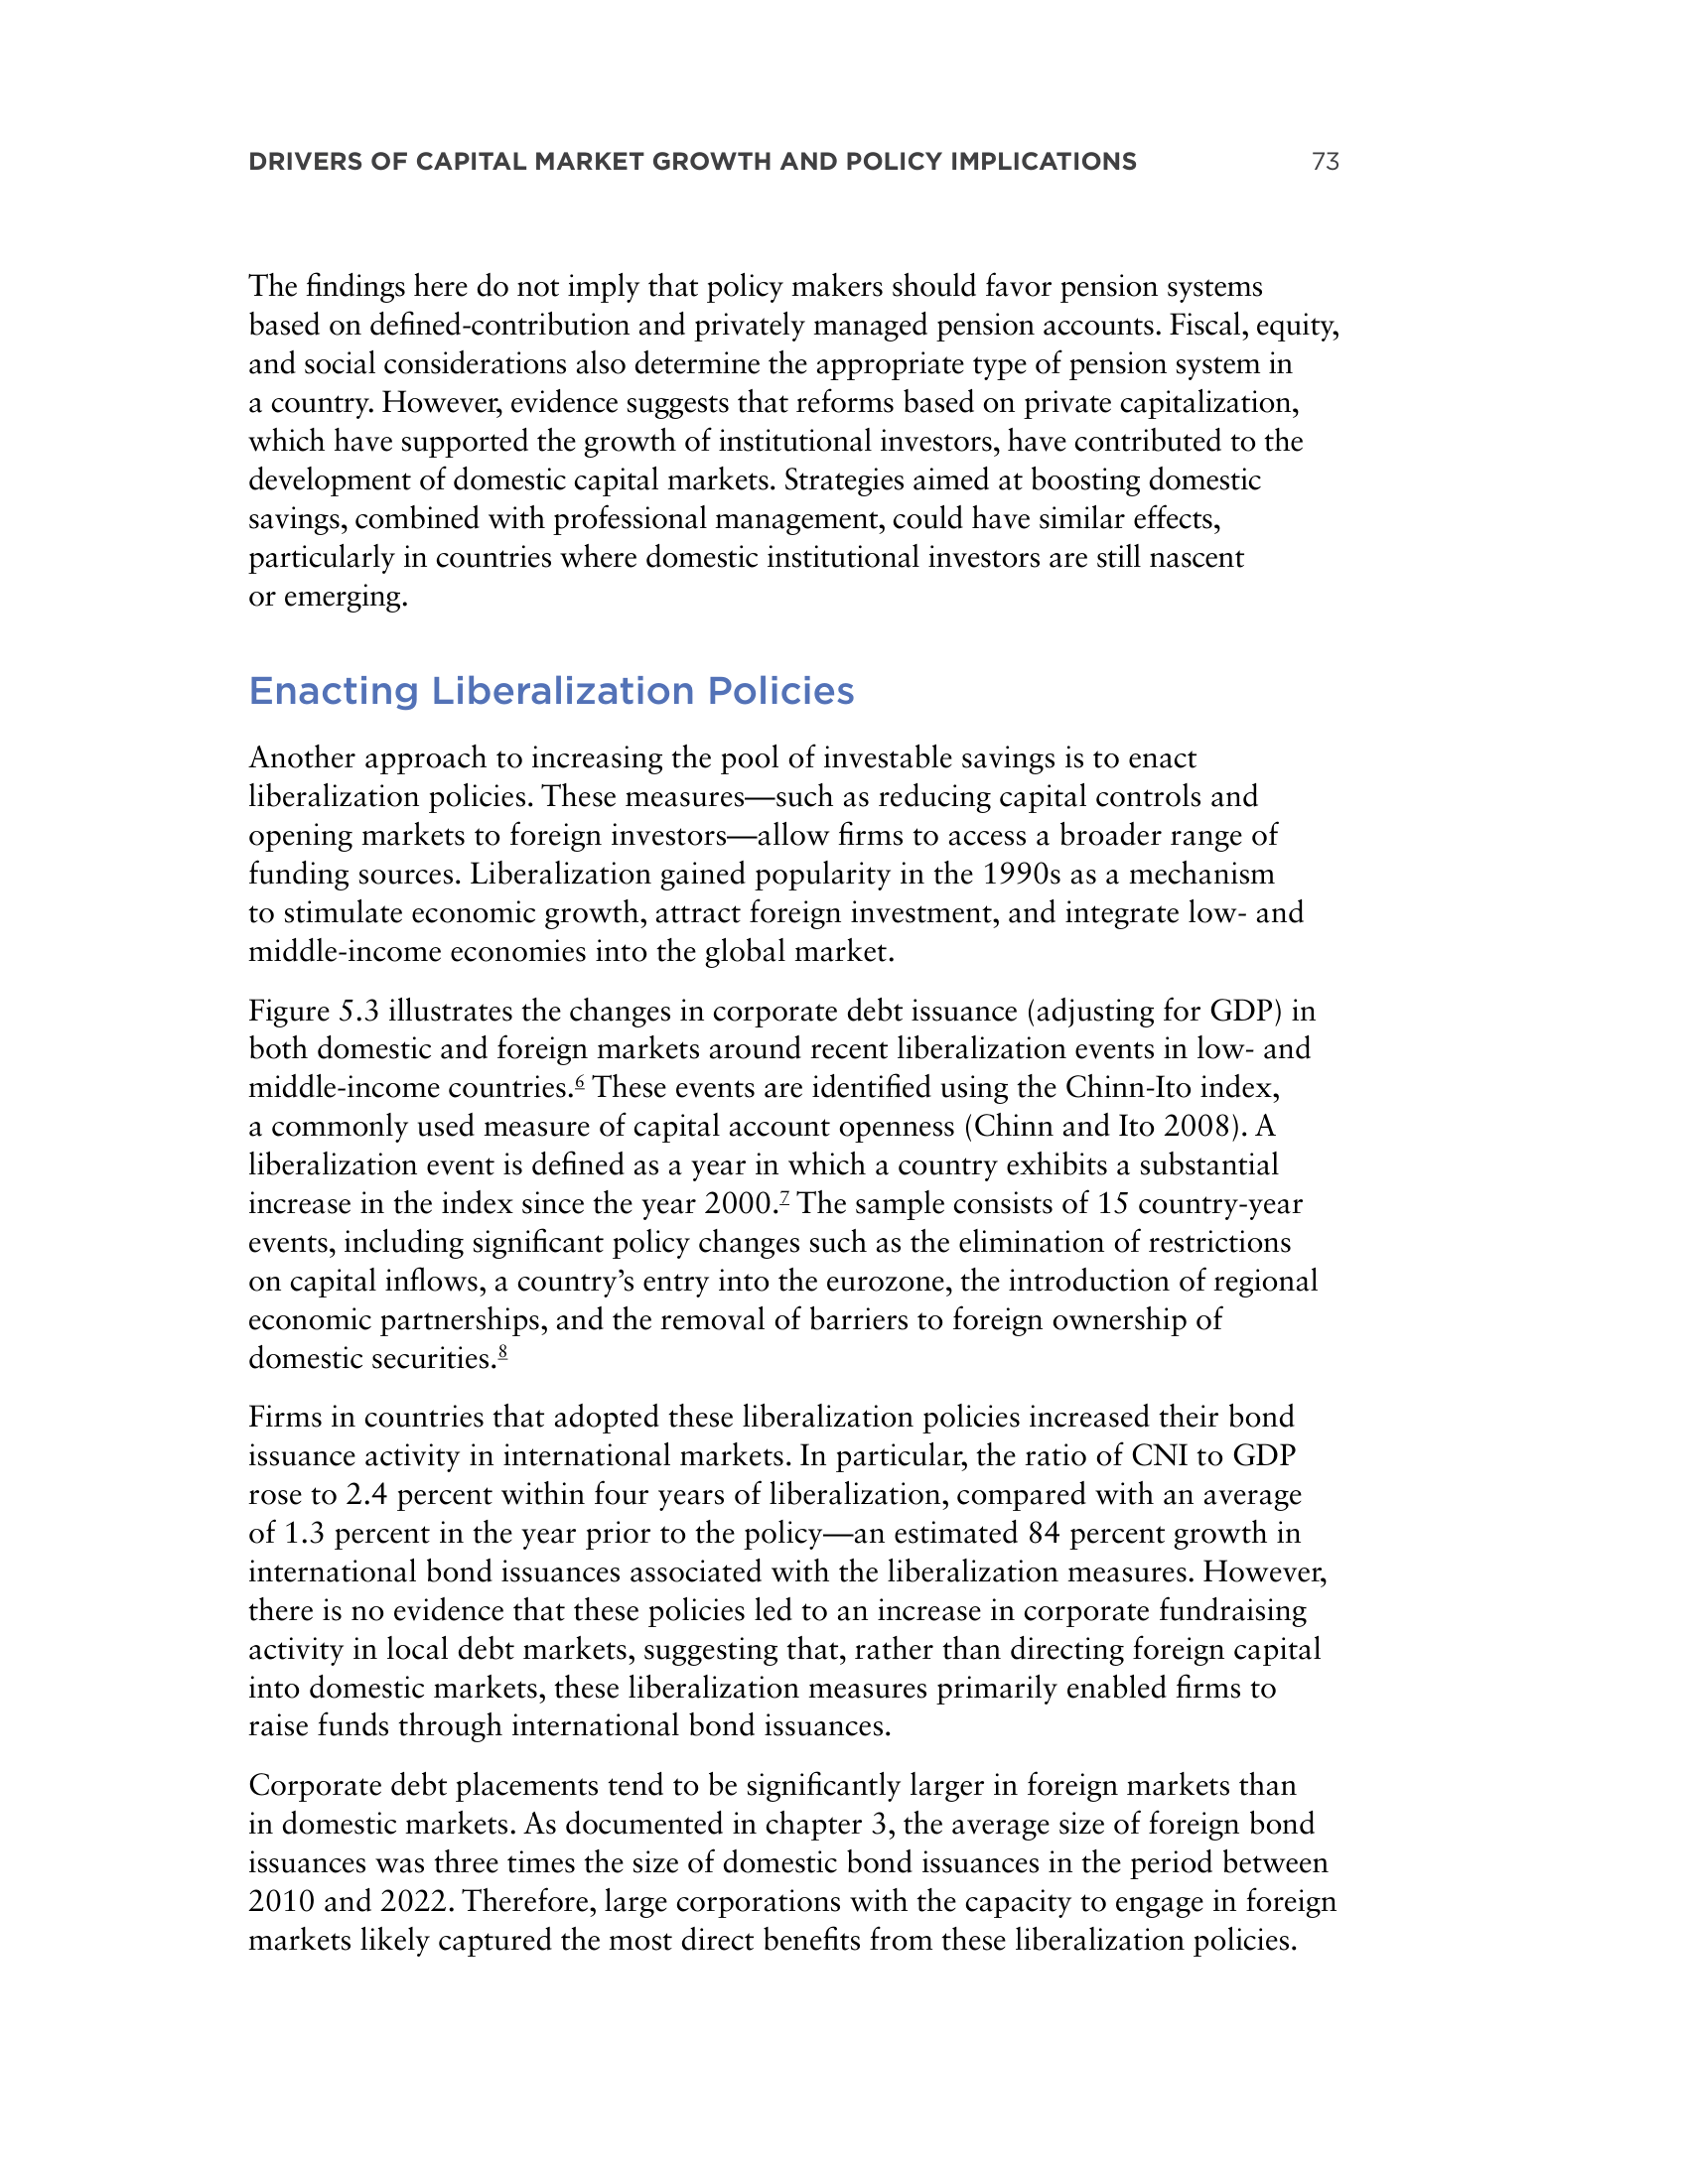 DRIVERS OF CAPITAL MARKET GROWTH AND POLICY IMPLICATIONS 73
The findings here do not imply that policy makers should favor pension systems
based on defined-contribution and privately managed pension accounts. Fiscal, equity,
and social considerations also determine the appropriate type of pension system in
a country. However, evidence suggests that reforms based on private capitalization,
which have supported the growth of institutional investors, have contributed to the
development of domestic capital markets. Strategies aimed at boosting domestic
savings, combined with professional management, could have similar effects,
particularly in countries where domestic institutional investors are still nascent
or emerging.
Enacting Liberalization Policies
Another approach to increasing the pool of investable savings is to enact
liberalization policies. These measures—such as reducing capital controls and
opening markets to foreign investors—allow firms to access a broader range of
funding sources. Liberalization gained popularity in the 1990s as a mechanism
to stimulate economic growth, attract foreign investment, and integrate low- and
middle-income economies into the global market.
Figure 5.3 illustrates the changes in corporate debt issuance (adjusting for GDP) in
both domestic and foreign markets around recent liberalization events in low- and
middle-income countries.6 These events are identified using the Chinn-Ito index,
a commonly used measure of capital account openness (Chinn and Ito 2008). A
liberalization event is defined as a year in which a country exhibits a substantial
increase in the index since the year 2000.7 The sample consists of 15 country-year
events, including significant policy changes such as the elimination of restrictions
on capital inflows, a country's entry into the eurozone, the introduction of regional
economic partnerships, and the removal of barriers to foreign ownership of
domestic securities.8
Firms in countries that adopted these liberalization policies increased their bond
issuance activity in international markets. In particular, the ratio of CNI to GDP
rose to 2.4 percent within four years of liberalization, compared with an average
of 1.3 percent in the year prior to the policy—an estimated 84 percent growth in
international bond issuances associated with the liberalization measures. However,
there is no evidence that these policies led to an increase in corporate fundraising
activity in local debt markets, suggesting that, rather than directing foreign capital
into domestic markets, these liberalization measures primarily enabled firms to
raise funds through international bond issuances.
Corporate debt placements tend to be significantly larger in foreign markets than
in domestic markets. As documented in chapter 3, the average size of foreign bond
issuances was three times the size of domestic bond issuances in the period between
2010 and 2022. Therefore, large corporations with the capacity to engage in foreign
markets likely captured the most direct benefits from these liberalization policies.